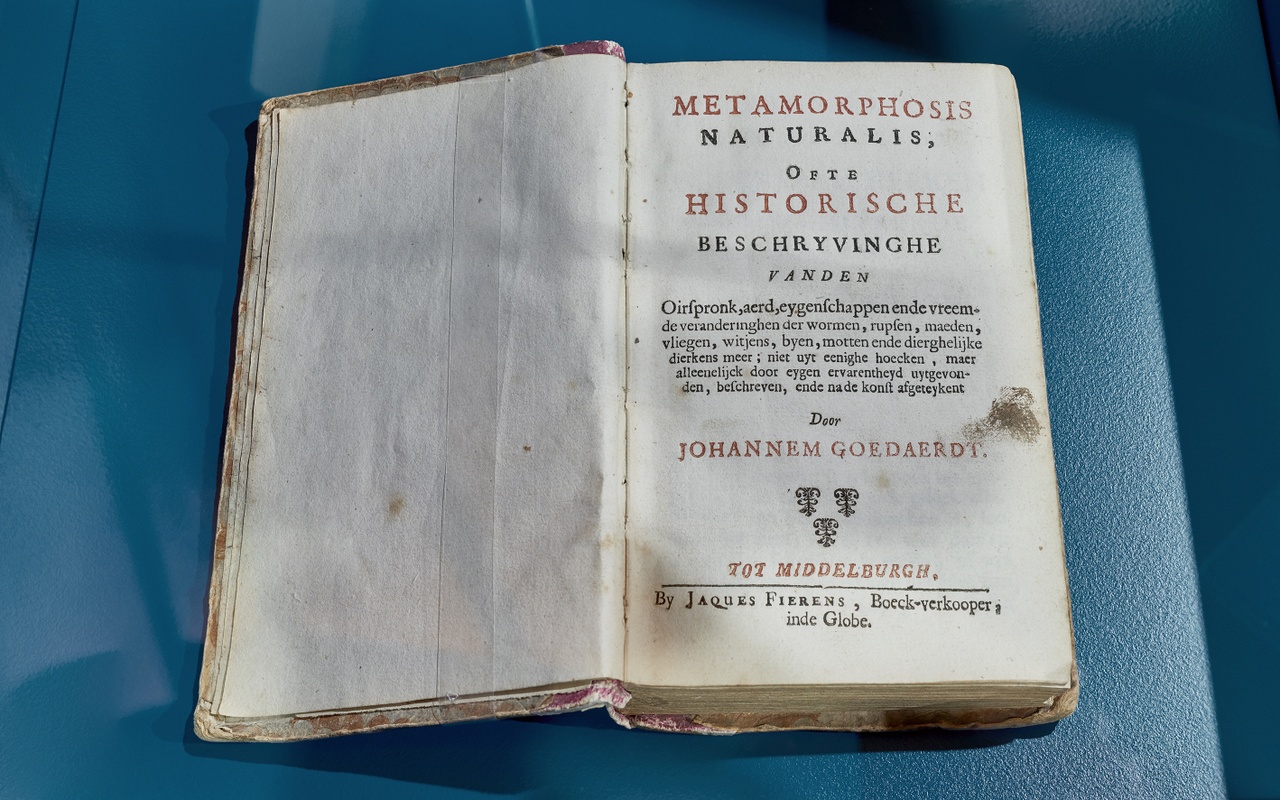 METAMORPHOSIS
NATURALIS,
OFTE
HISTORISCHE
BESCHRYVINGHE
VANDEN
Oirſpronk,aerd,eygenſchappen ende vreem-
de veranderinghen der wormen, rupſen, maeden,
vliegen, witjens, byen, motten ende dierghelijke
dierkens meer; niet uyt eenighe hoecken, maer
alleenelijck door eygen ervarentheyd uytgevon-
den, beſchreven, ende na de konſt afgeteykent
Door
JOHANNEM GOEDAERDT.
TOT MIDDELBURGH,
By JAQUES FIERENS, Boeck-verkooper,
inde Globe.